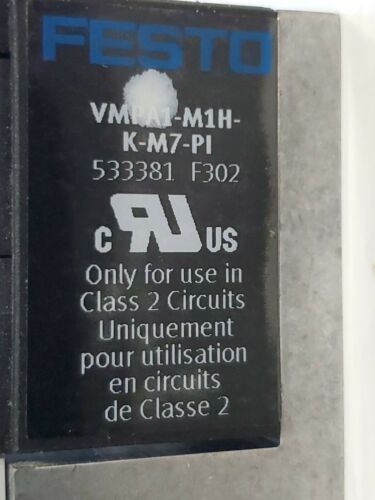 FESTO
VMPA1-M1H-
K-M7-PI
533381 F302
c RU US
Only for use in
Class 2 Circuits
Uniquement
pour utilisation
en circuits
de Classe 2